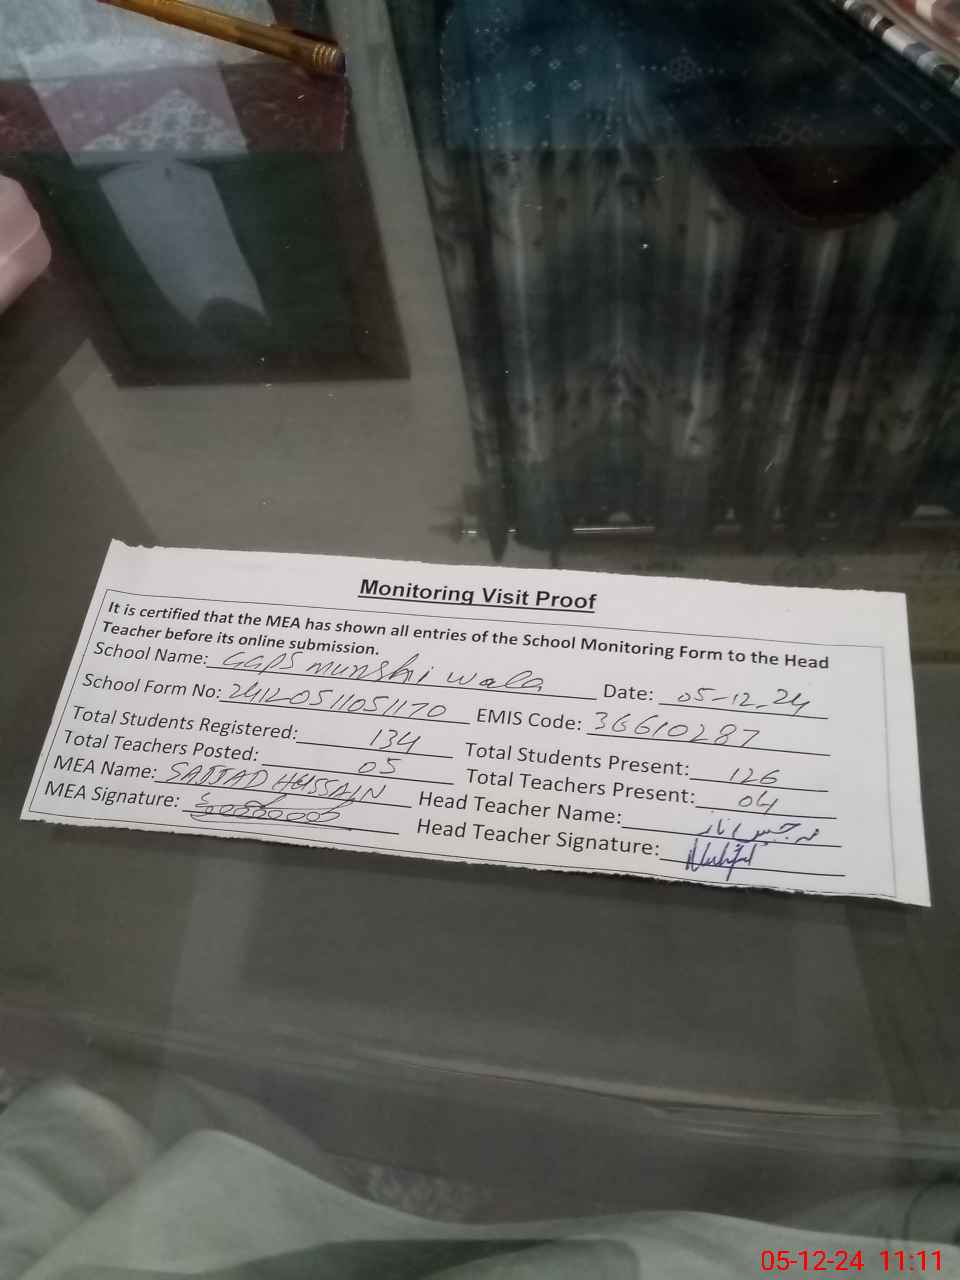 Monitoring Visit Proof
It is certified that the MEA has shown all entries of the School Monitoring Form to the Head
Teacher before its online submission.
School Name: GGPS munshi wala Date: 05-12-24
School Form No: 24120511051170 EMIS Code: 36610287
Total Students Registered: 134 Total Students Present: 126
Total Teachers Posted: 05 Total Teachers Present: 04
MEA Name: SAJJAD HUSSAIN Head Teacher Name:
MEA Signature: Head Teacher Signature:
05-12-24 11:11